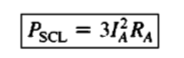 P_SCL = 3I_A^2 R_A